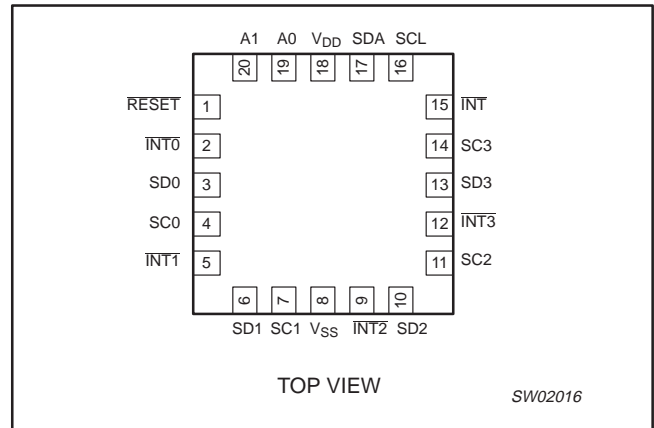 A1 A0 VDD SDA SCL
20 19 18 17 16
RESET 1 15 INT
INT0 2 14 SC3
SD0 3 13 SD3
SC0 4 12 INT3
INT1 5 11 SC2
6 7 8 9 10
SD1 SC1 VSS INT2 SD2
TOP VIEW
SW02016